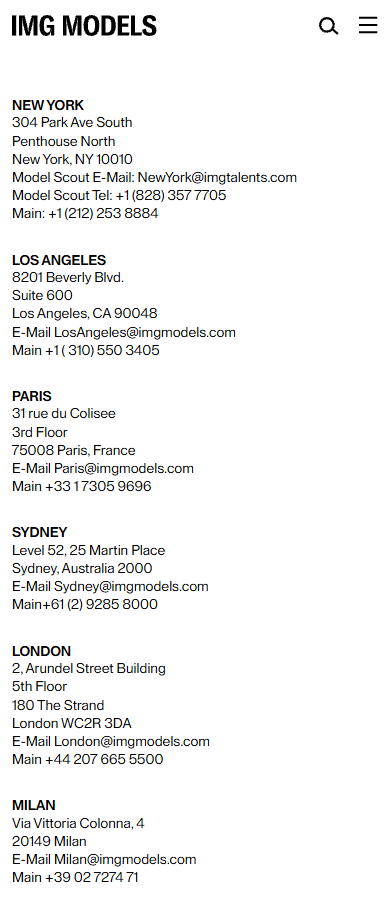 IMG MODELS
NEW YORK
304 Park Ave South
Penthouse North
New York, NY 10010
Model Scout E-Mail: NewYork@imgtalents.com
Model Scout Tel: +1 (828) 357 7705
Main: +1 (212) 253 8884
LOS ANGELES
8201 Beverly Blvd.
Suite 600
Los Angeles, CA 90048
E-Mail LosAngeles@imgmodels.com
Main +1 ( 310) 550 3405
PARIS
31 rue du Colisee
3rd Floor
75008 Paris, France
E-Mail Paris@imgmodels.com
Main +33 1 7305 9696
SYDNEY
Level 52, 25 Martin Place
Sydney, Australia 2000
E-Mail Sydney@imgmodels.com
Main+61 (2) 9285 8000
LONDON
2, Arundel Street Building
5th Floor
180 The Strand
London WC2R 3DA
E-Mail London@imgmodels.com
Main +44 207 665 5500
MILAN
Via Vittoria Colonna, 4
20149 Milan
E-Mail Milan@imgmodels.com
Main +39 02 7274 71